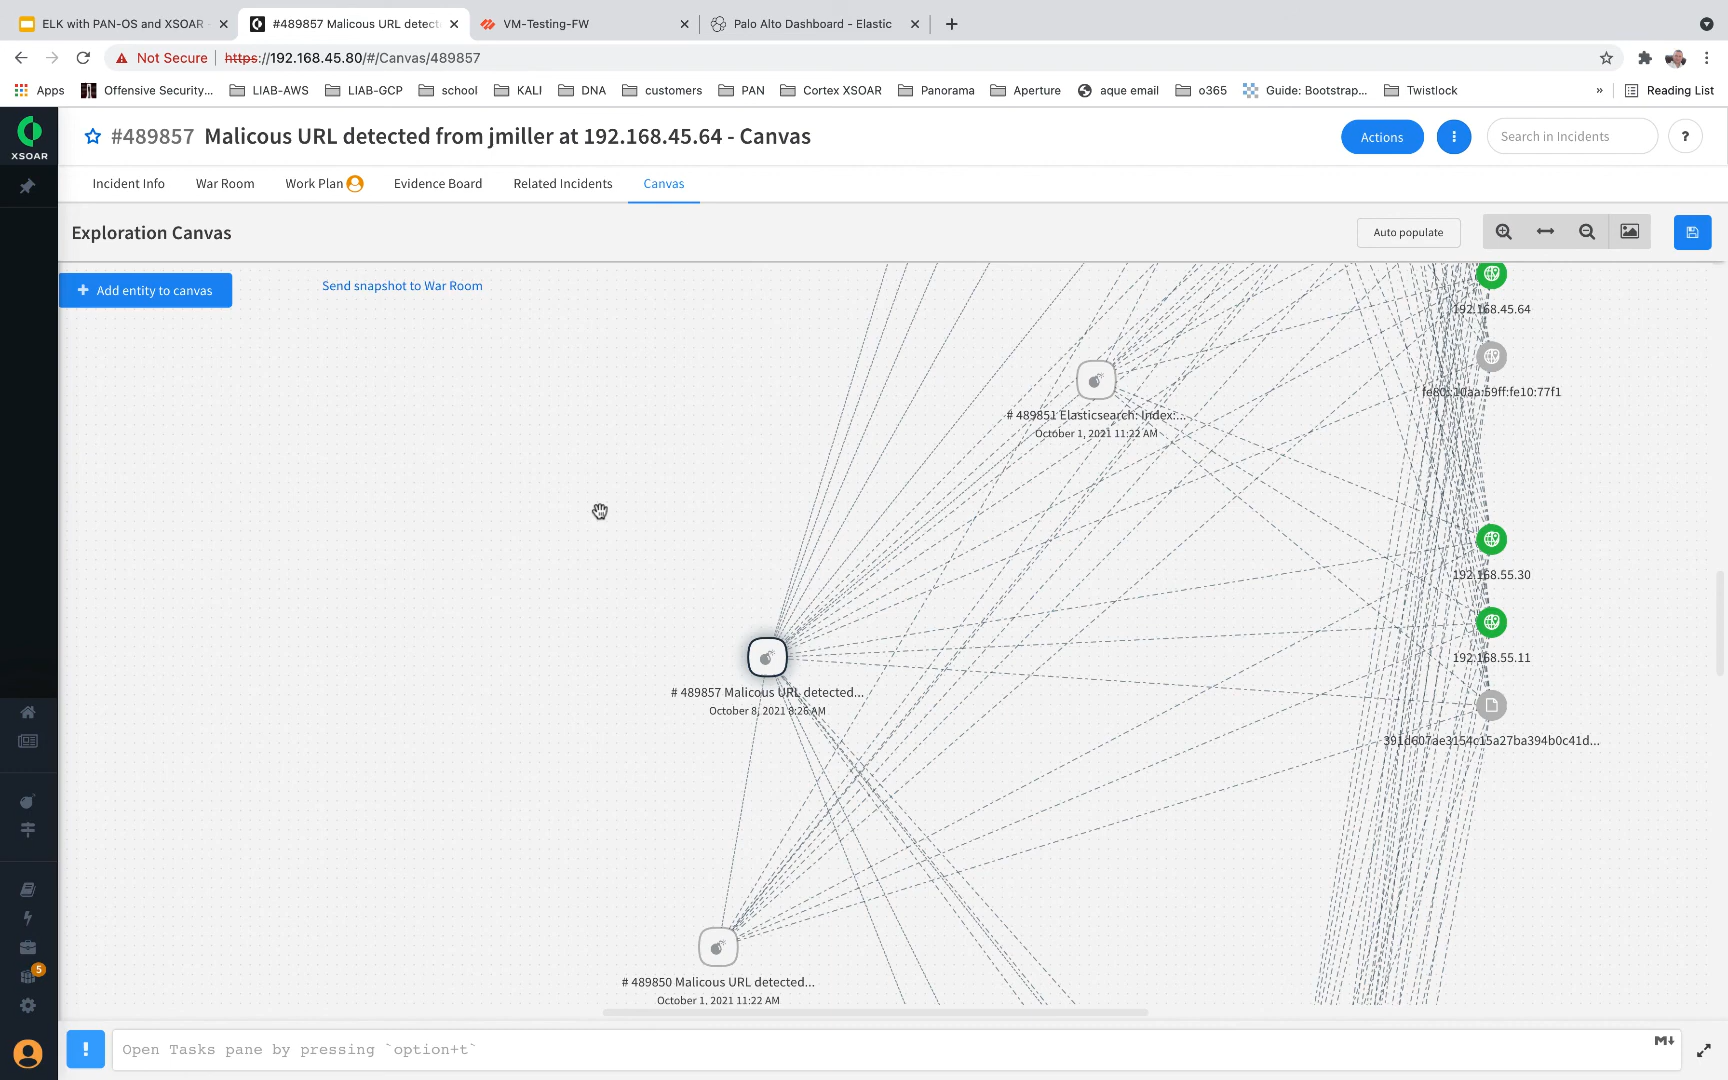 ELK with PAN-OS and XSOAR
#489857 Malicous URL detect
VM-Testing-FW
Palo Alto Dashboard - Elastic
Not Secure
https://192.168.45.80/#/Canvas/489857
Apps
Offensive Security...
LIAB-AWS
LIAB-GCP
school
KALI
DNA
customers
PAN
Cortex XSOAR
Panorama
Aperture
aque email
o365
Guide: Bootstrap...
Twistlock
»
Reading List
XSOAR
#489857 Malicous URL detected from jmiller at 192.168.45.64 - Canvas
Actions
Search in Incidents
?
Incident Info
War Room
Work Plan
Evidence Board
Related Incidents
Canvas
Exploration Canvas
Auto populate
+ Add entity to canvas
Send snapshot to War Room
192.168.45.64
fe80::10aa:59ff:fe10:77f1
# 489851 Elasticsearch: Index:...
October 1, 2021 11:22 AM
192.168.55.30
192.168.55.11
# 489857 Malicous URL detected...
October 8, 2021 8:26 AM
391d607ae3154c15a27ba394b0c41d...
# 489850 Malicous URL detected...
October 1, 2021 11:22 AM
5
!
Open Tasks pane by pressing `option+t`
M↓